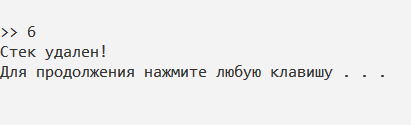 >> 6
Стек удален!
Для продолжения нажмите любую клавишу . . .